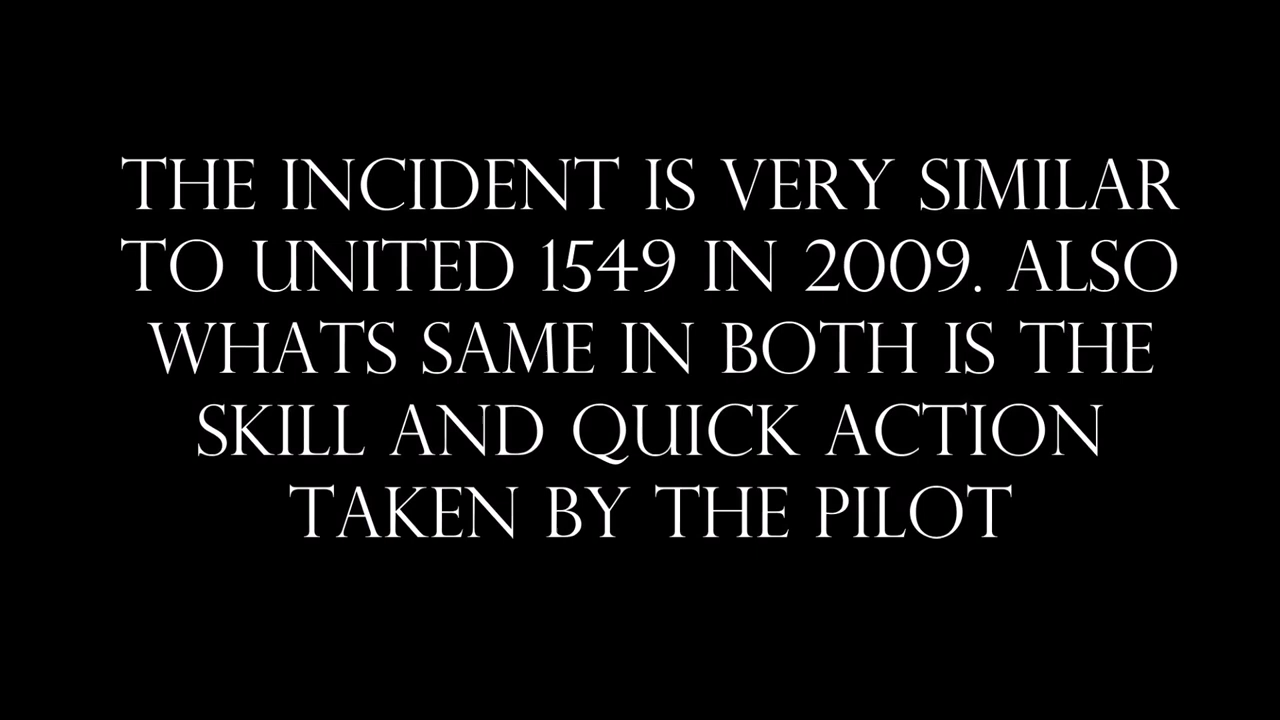 THE INCIDENT IS VERY SIMILAR
TO UNITED 1549 IN 2009. ALSO
WHATS SAME IN BOTH IS THE
SKILL AND QUICK ACTION
TAKEN BY THE PILOT